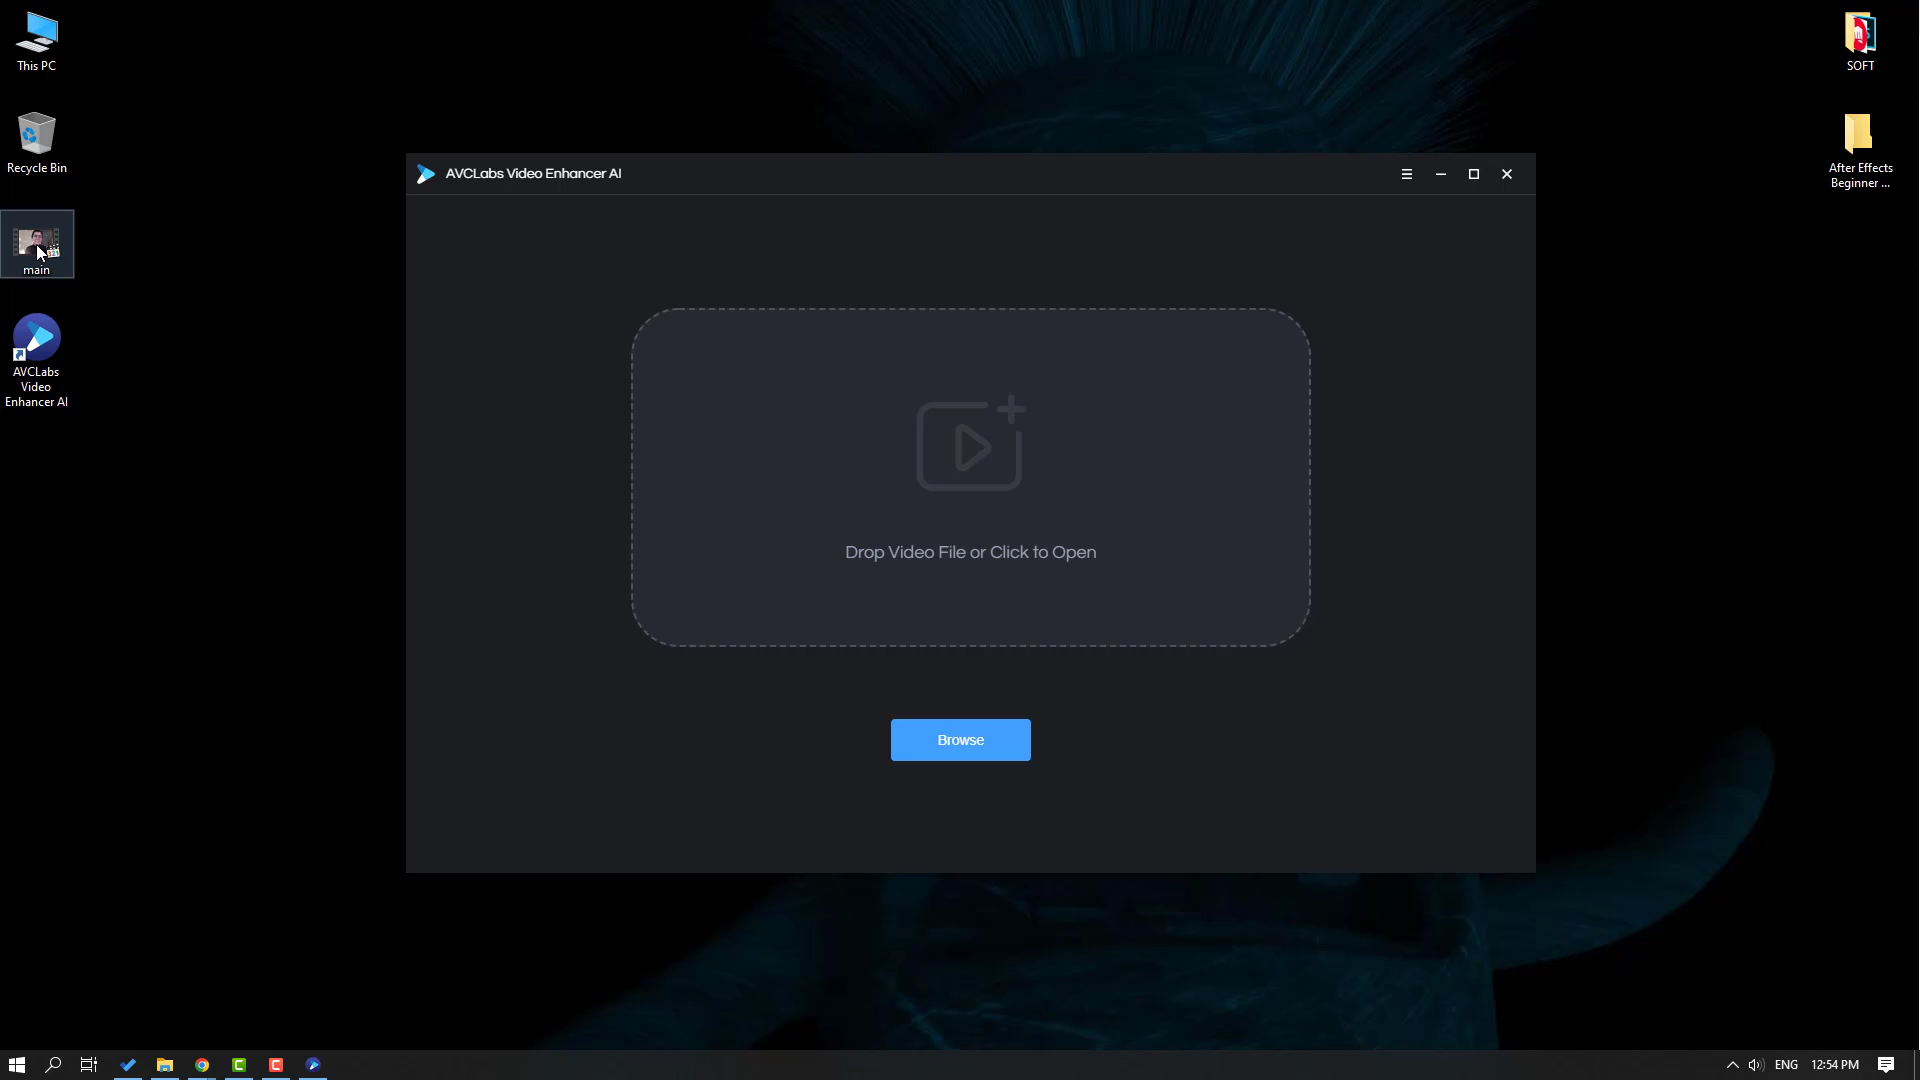 This PC
Recycle Bin
main
AVCLabs
Video
Enhancer AI
AVCLabs Video Enhancer AI
Drop Video File or Click to Open
Browse
SOFT
After Effects
Beginner ...
ENG
12:54 PM